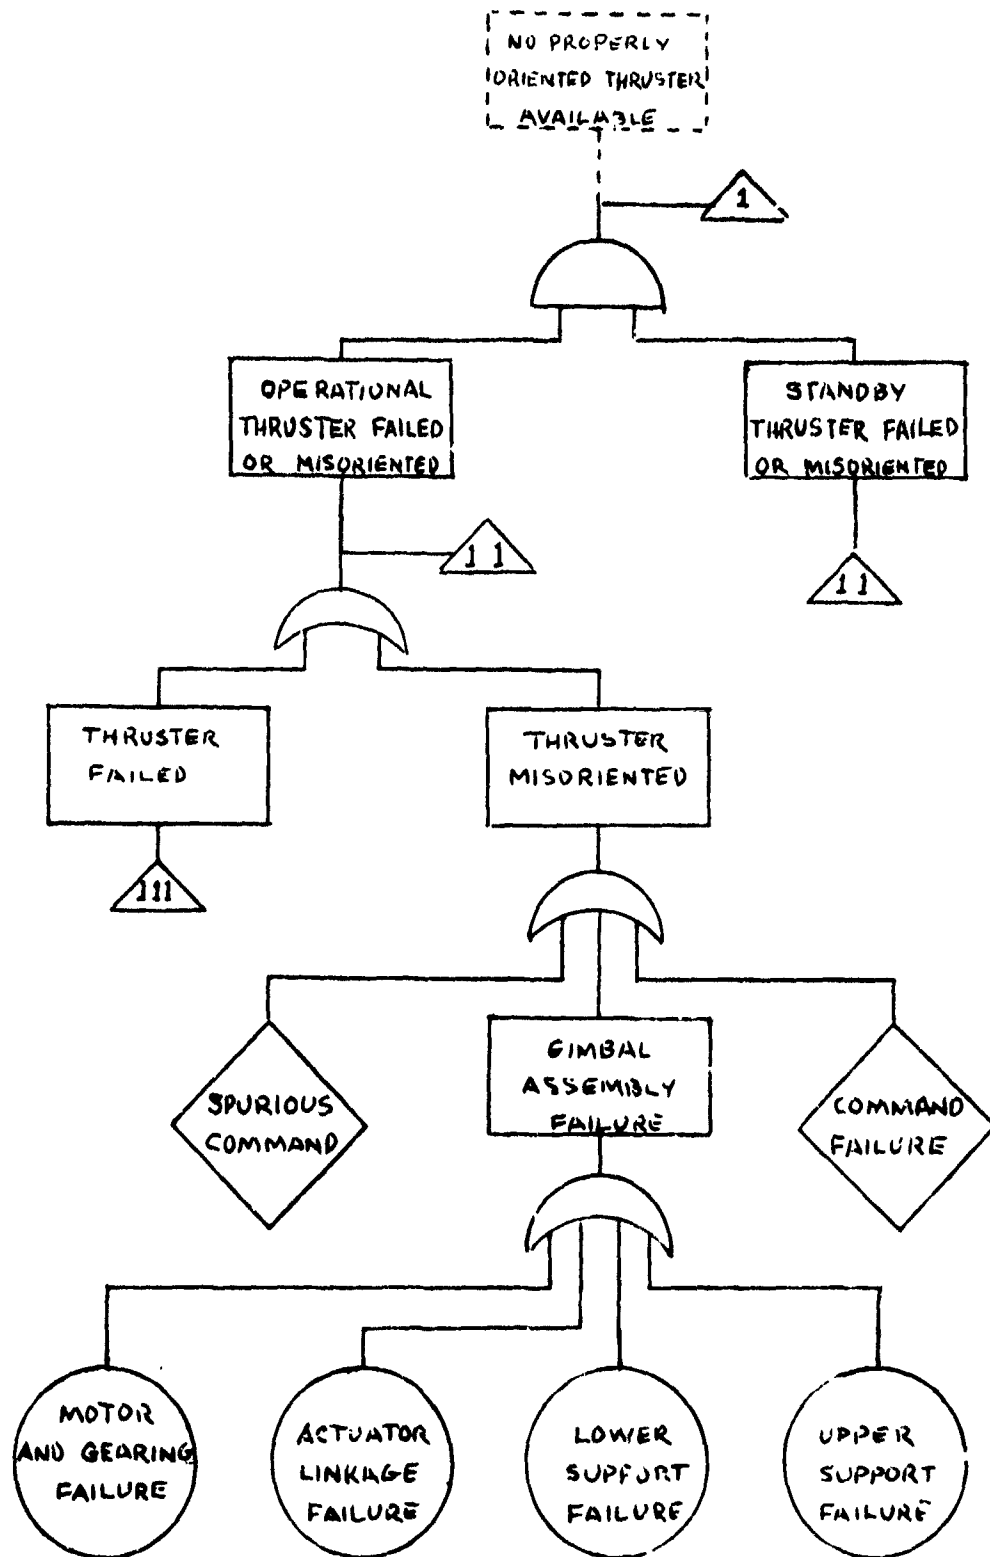 NO PROPERLY
ORIENTED THRUSTER
AVAILABLE
1
OPERATIONAL
THRUSTER FAILED
OR MISORIENTED
STANDBY
THRUSTER FAILED
OR MISORIENTED
11
11
THRUSTER
FAILED
THRUSTER
MISORIENTED
111
SPURIOUS
COMMAND
GIMBAL
ASSEMBLY
FAILURE
COMMAND
FAILURE
MOTOR
AND GEARING
FAILURE
ACTUATOR
LINKAGE
FAILURE
LOWER
SUPPORT
FAILURE
UPPER
SUPPORT
FAILURE